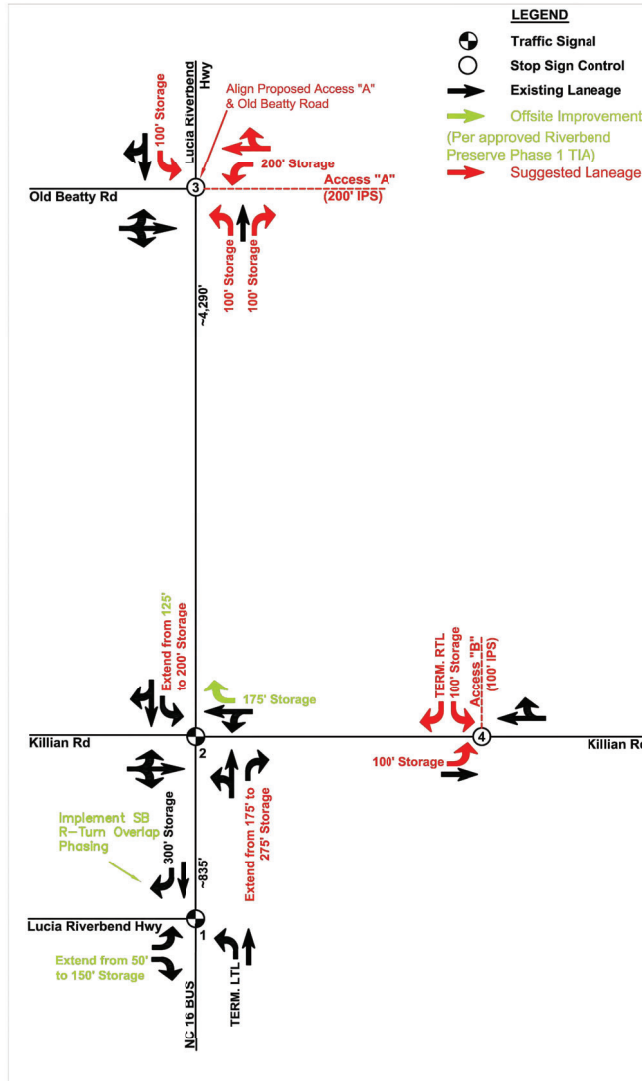 LEGEND
Traffic Signal
Stop Sign Control
Existing Laneage
Offsite Improvement
(Per approved Riverbend
Preserve Phase 1 TIA)
Suggested Laneage
Lucia Riverbend
Hwy
Align Proposed Access "A"
& Old Beatty Road
100' Storage
200' Storage
3
Old Beatty Rd
Access "A"
(200' IPS)
100' Storage
100' Storage
~4,290'
Extend from 125'
to 200' Storage
175' Storage
TERM. RTL
100' Storage
Access "B"
(100' IPS)
Killian Rd
2
4
Killian Rd
100' Storage
Extend from 175' to
275' Storage
Implement SB
R-Turn Overlap
Phasing
300' Storage
~835'
Lucia Riverbend Hwy
1
Extend from 50'
to 150' Storage
TERM. LTL
NC 16 BUS